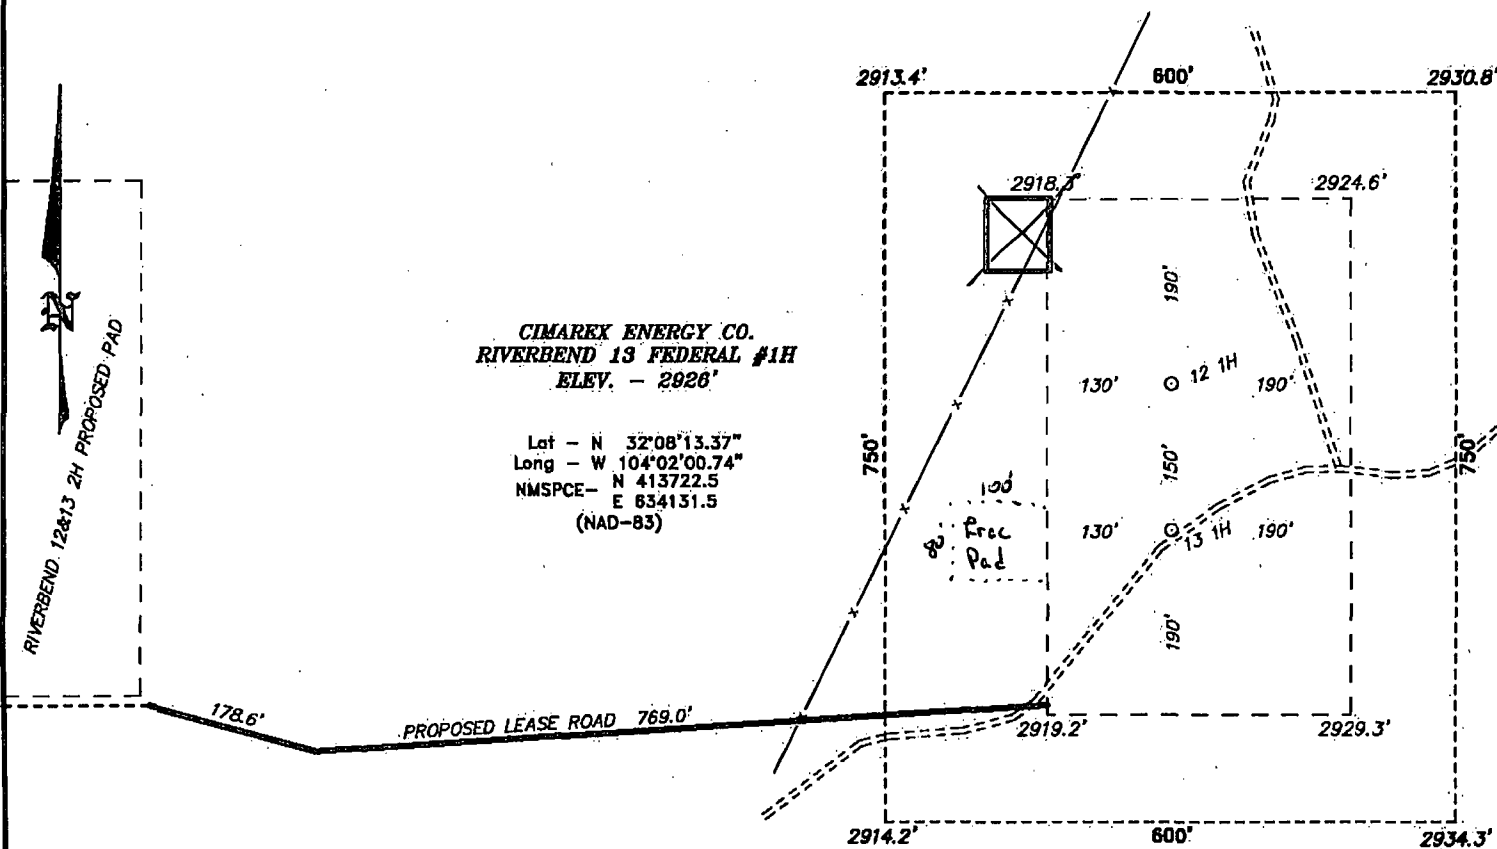 2913.4' 600' 2930.8'
2918.3' 2924.6'
190'
RIVERBEND 12&13 2H PROPOSED PAD
CIMAREX ENERGY CO.
RIVERBEND 13 FEDERAL #1H
ELEV. - 2926'
130' 12 1H 190'
Lat - N 32°08'13.37"
Long - W 104°02'00.74"
NMSPCE- N 413722.5
E 634131.5
(NAD-83)
750' 150' 750'
100'
80' Frac
Pad
130' 13 1H 190'
190'
178.6' PROPOSED LEASE ROAD 769.0'
2919.2' 2929.3'
2914.2' 600' 2934.3'